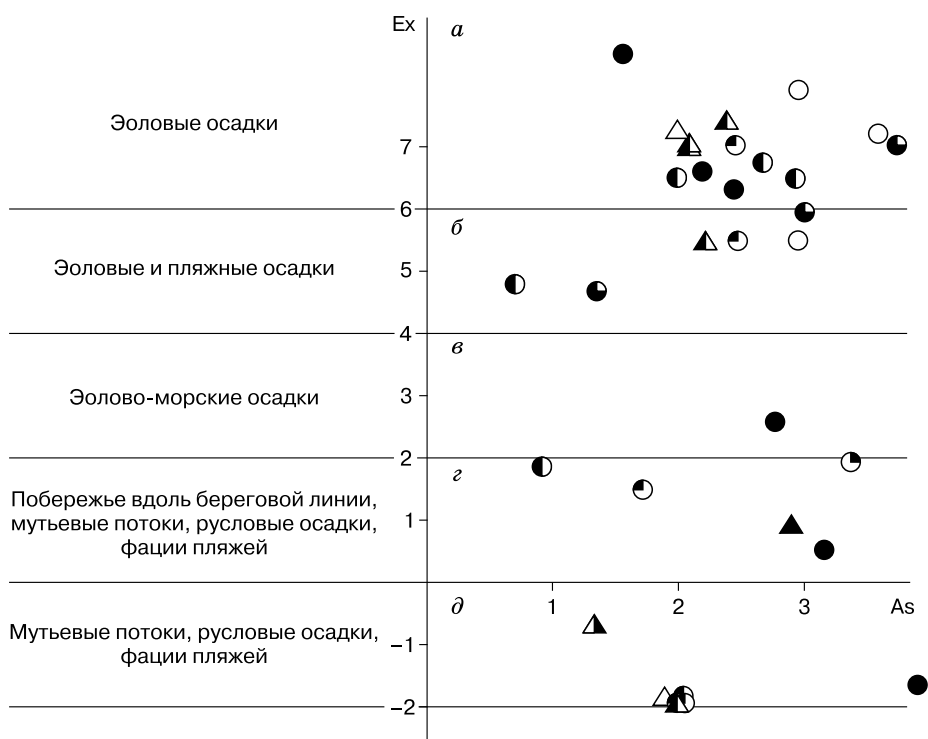 Ex
а
Эоловые осадки
7
6
б
Эоловые и пляжные осадки
5
4
в
Эолово-морские осадки
3
2
г
Побережье вдоль береговой линии,
мутьевые потоки, русловые осадки,
фации пляжей
1
1 2 3 As
д
Мутьевые потоки, русловые осадки,
фации пляжей
–1
–2